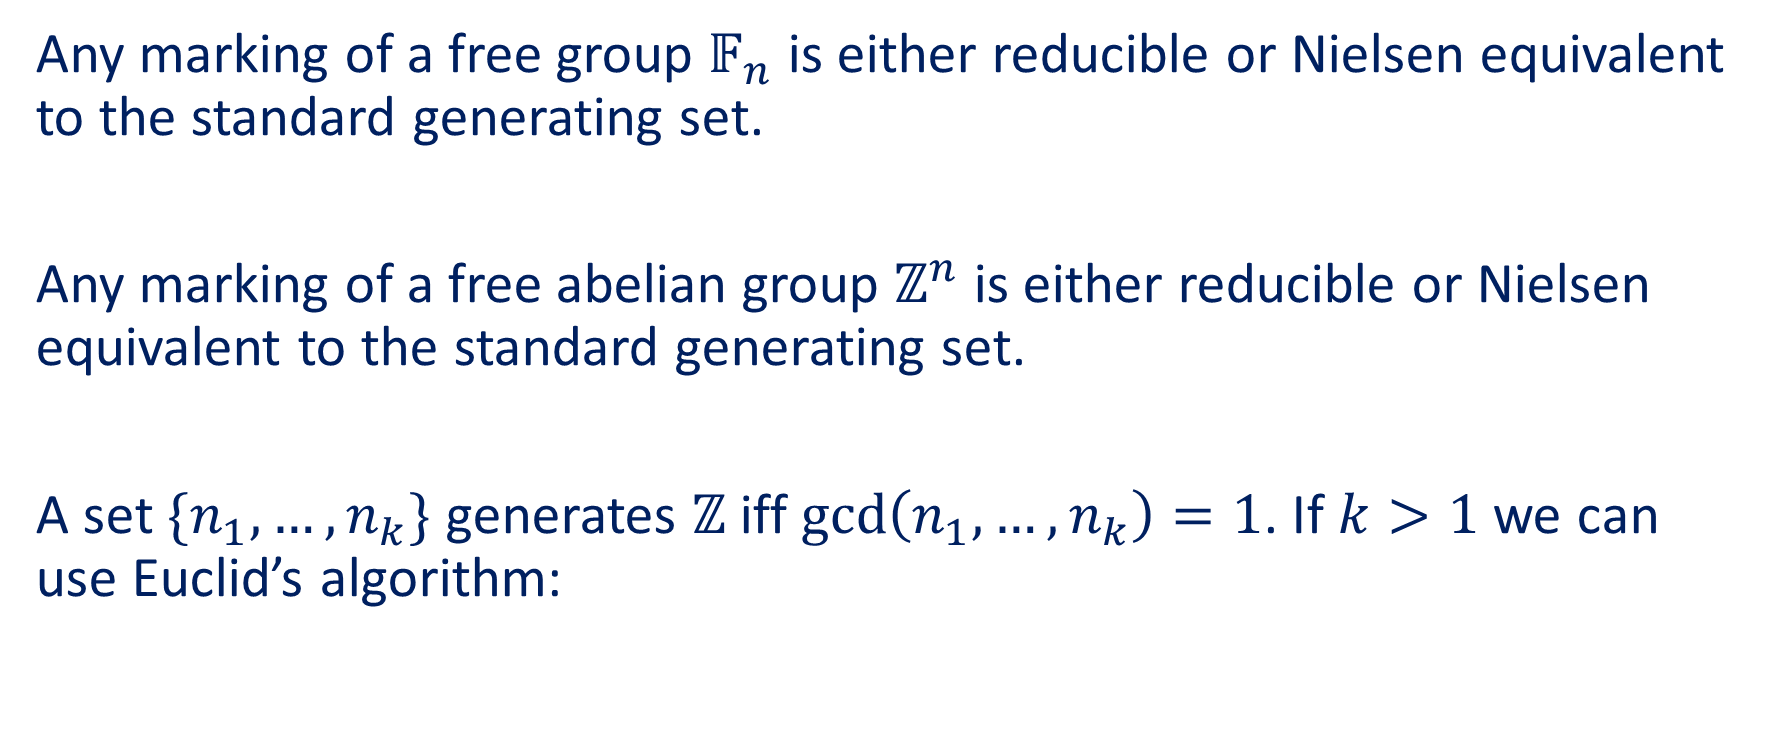 Any marking of a free group 𝔽ₙ is either reducible or Nielsen equivalent
to the standard generating set.
Any marking of a free abelian group ℤⁿ is either reducible or Nielsen
equivalent to the standard generating set.
A set {n₁, … , nₖ} generates ℤ iff gcd(n₁, … , nₖ) = 1. If k > 1 we can
use Euclid’s algorithm: